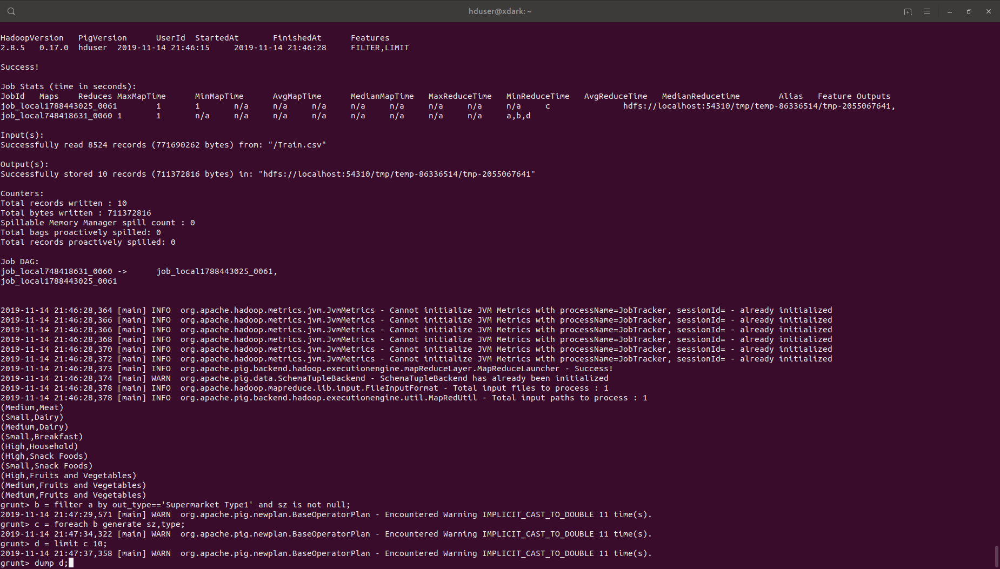 hduser@xdark: ~
HadoopVersion PigVersion UserId StartedAt FinishedAt Features
2.8.5 0.17.0 hduser 2019-11-14 21:46:15 2019-11-14 21:46:28 FILTER,LIMIT
Success!
Job Stats (time in seconds):
JobId Maps Reduces MaxMapTime MinMapTime AvgMapTime MedianMapTime MaxReduceTime MinReduceTime AvgReduceTime MedianReducetime Alias Feature Outputs
job_local1788443025_0061 1 1 n/a n/a n/a n/a n/a n/a n/a n/a c hdfs://localhost:54310/tmp/temp-86336514/tmp-2055067641,
job_local748418631_0060 1 1 n/a n/a n/a n/a n/a n/a n/a n/a a,b,d
Input(s):
Successfully read 8524 records (771690262 bytes) from: "/Train.csv"
Output(s):
Successfully stored 10 records (711372816 bytes) in: "hdfs://localhost:54310/tmp/temp-86336514/tmp-2055067641"
Counters:
Total records written : 10
Total bytes written : 711372816
Spillable Memory Manager spill count : 0
Total bags proactively spilled: 0
Total records proactively spilled: 0
Job DAG:
job_local748418631_0060 -> job_local1788443025_0061,
job_local1788443025_0061
2019-11-14 21:46:28,364 [main] INFO org.apache.hadoop.metrics.jvm.JvmMetrics - Cannot initialize JVM Metrics with processName=JobTracker, sessionId= - already initialized
2019-11-14 21:46:28,366 [main] INFO org.apache.hadoop.metrics.jvm.JvmMetrics - Cannot initialize JVM Metrics with processName=JobTracker, sessionId= - already initialized
2019-11-14 21:46:28,366 [main] INFO org.apache.hadoop.metrics.jvm.JvmMetrics - Cannot initialize JVM Metrics with processName=JobTracker, sessionId= - already initialized
2019-11-14 21:46:28,368 [main] INFO org.apache.hadoop.metrics.jvm.JvmMetrics - Cannot initialize JVM Metrics with processName=JobTracker, sessionId= - already initialized
2019-11-14 21:46:28,370 [main] INFO org.apache.hadoop.metrics.jvm.JvmMetrics - Cannot initialize JVM Metrics with processName=JobTracker, sessionId= - already initialized
2019-11-14 21:46:28,372 [main] INFO org.apache.hadoop.metrics.jvm.JvmMetrics - Cannot initialize JVM Metrics with processName=JobTracker, sessionId= - already initialized
2019-11-14 21:46:28,373 [main] INFO org.apache.pig.backend.hadoop.executionengine.mapReduceLayer.MapReduceLauncher - Success!
2019-11-14 21:46:28,374 [main] WARN org.apache.pig.data.SchemaTupleBackend - SchemaTupleBackend has already been initialized
2019-11-14 21:46:28,378 [main] INFO org.apache.hadoop.mapreduce.lib.input.FileInputFormat - Total input files to process : 1
2019-11-14 21:46:28,378 [main] INFO org.apache.pig.backend.hadoop.executionengine.util.MapRedUtil - Total input paths to process : 1
(Medium,Meat)
(Small,Dairy)
(Medium,Dairy)
(Small,Breakfast)
(High,Household)
(High,Snack Foods)
(Small,Snack Foods)
(High,Fruits and Vegetables)
(Medium,Fruits and Vegetables)
(Medium,Fruits and Vegetables)
grunt> b = filter a by out_type=='Supermarket Type1' and sz is not null;
2019-11-14 21:47:29,571 [main] WARN org.apache.pig.newplan.BaseOperatorPlan - Encountered Warning IMPLICIT_CAST_TO_DOUBLE 11 time(s).
grunt> c = foreach b generate sz,type;
2019-11-14 21:47:34,322 [main] WARN org.apache.pig.newplan.BaseOperatorPlan - Encountered Warning IMPLICIT_CAST_TO_DOUBLE 11 time(s).
grunt> d = limit c 10;
2019-11-14 21:47:37,358 [main] WARN org.apache.pig.newplan.BaseOperatorPlan - Encountered Warning IMPLICIT_CAST_TO_DOUBLE 11 time(s).
grunt> dump d;